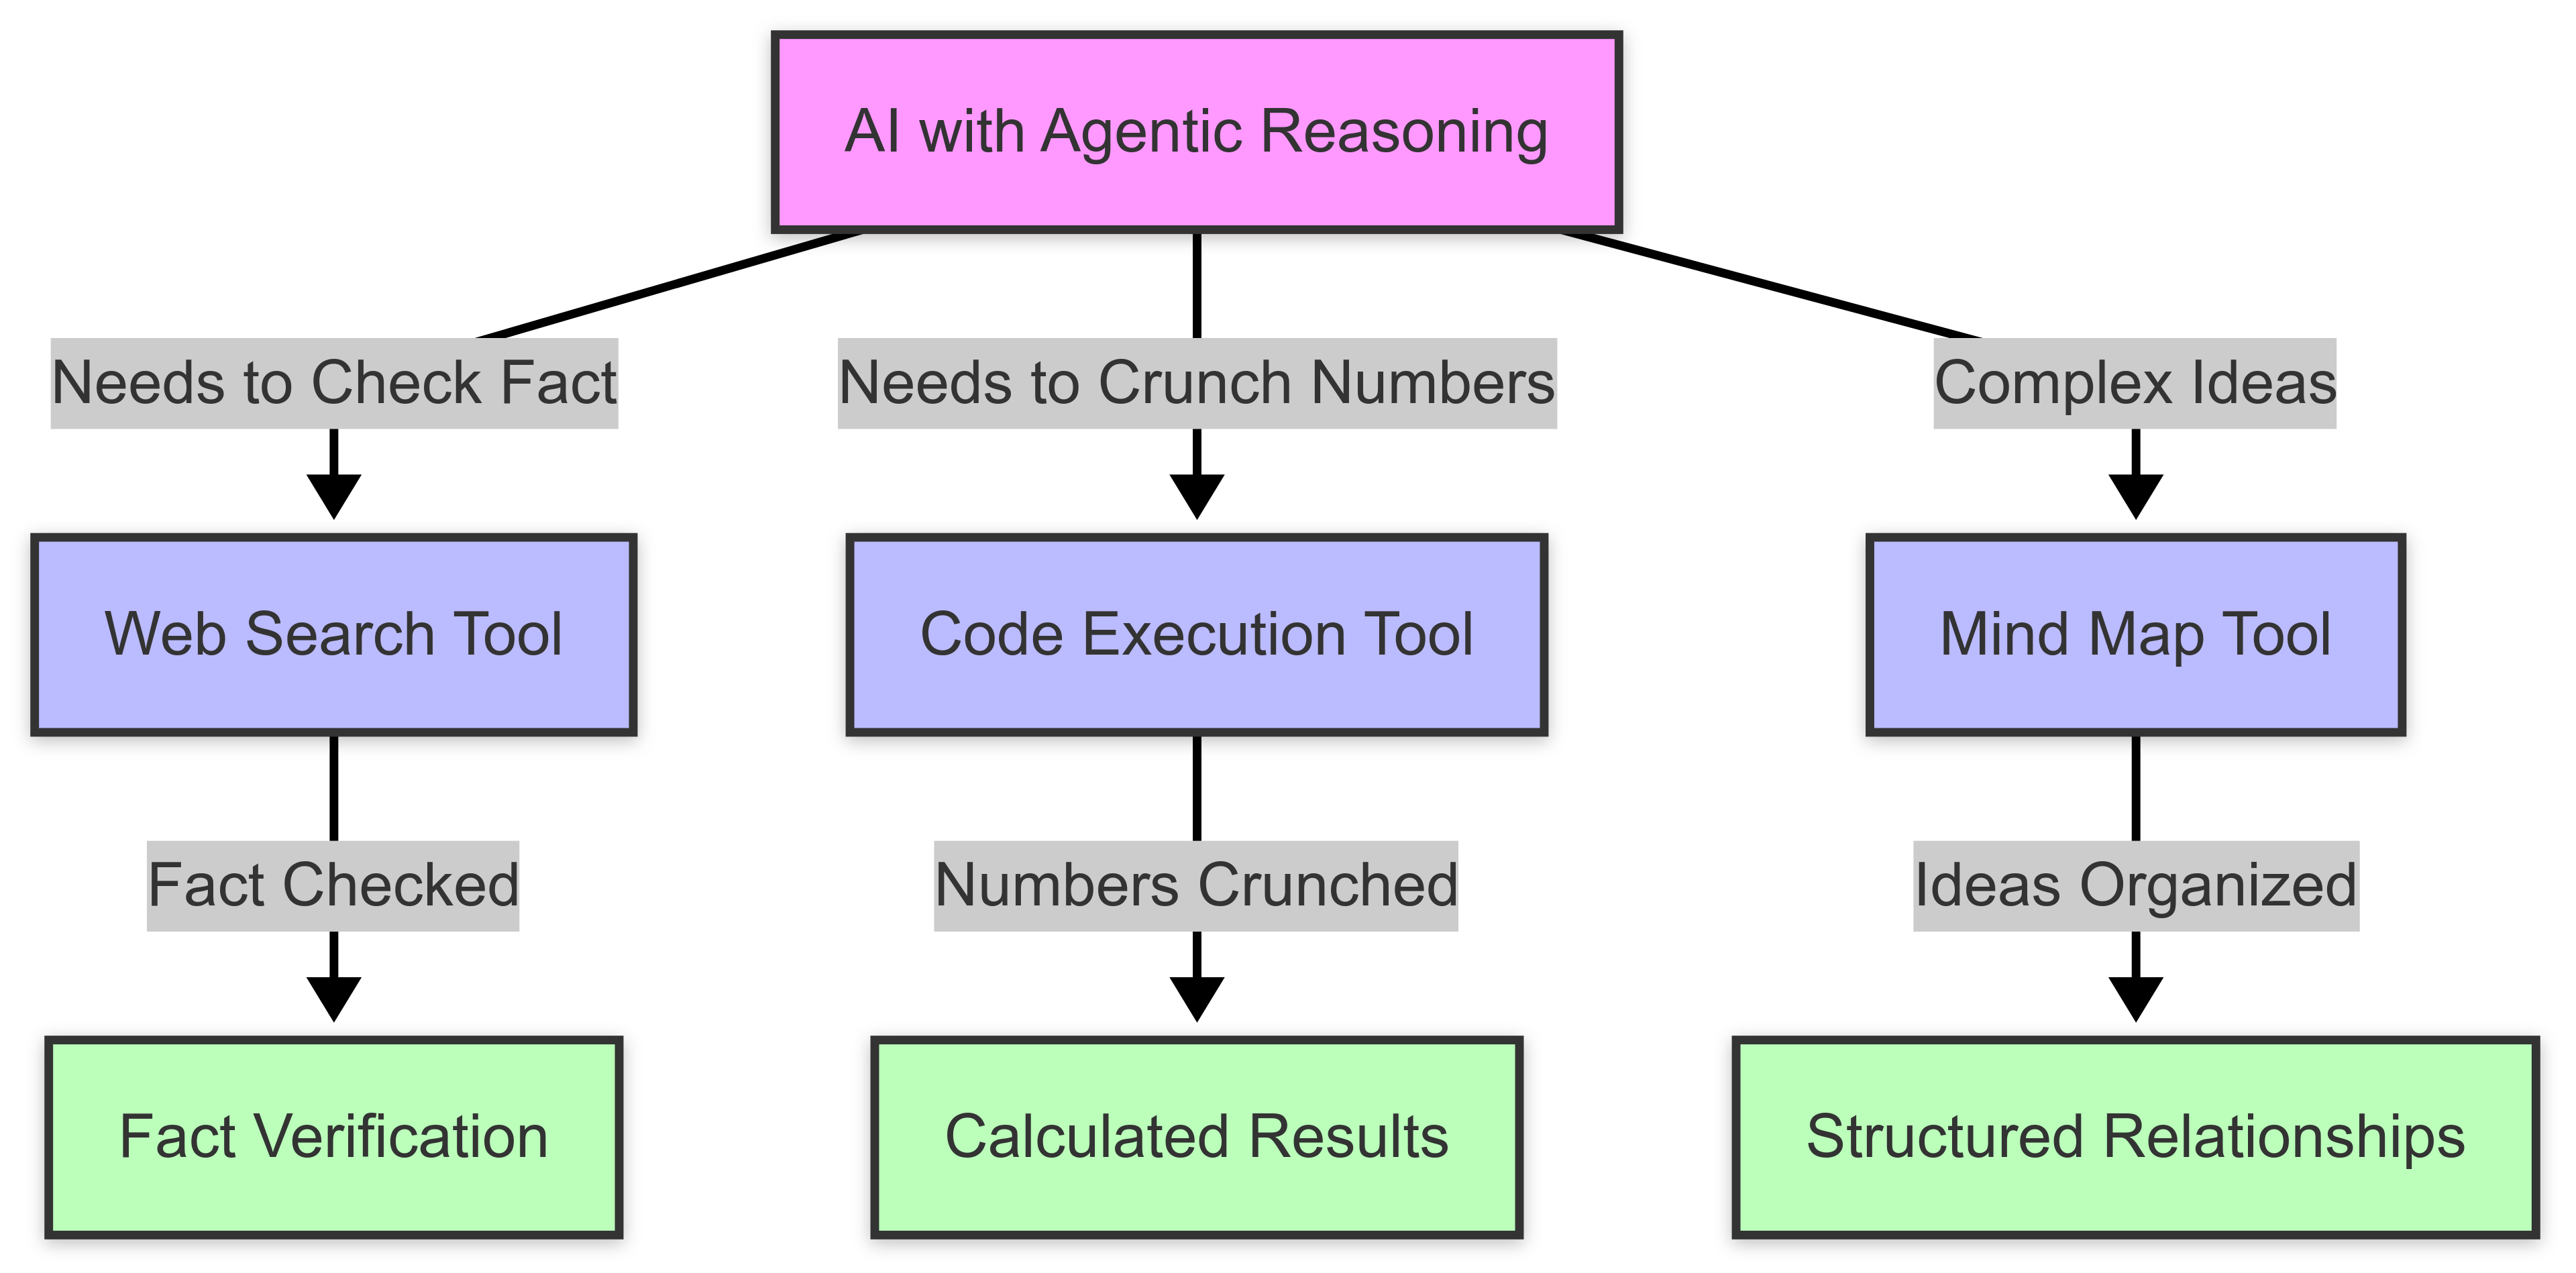 AI with Agentic Reasoning
Needs to Check Fact
Needs to Crunch Numbers
Complex Ideas
Web Search Tool
Code Execution Tool
Mind Map Tool
Fact Checked
Numbers Crunched
Ideas Organized
Fact Verification
Calculated Results
Structured Relationships